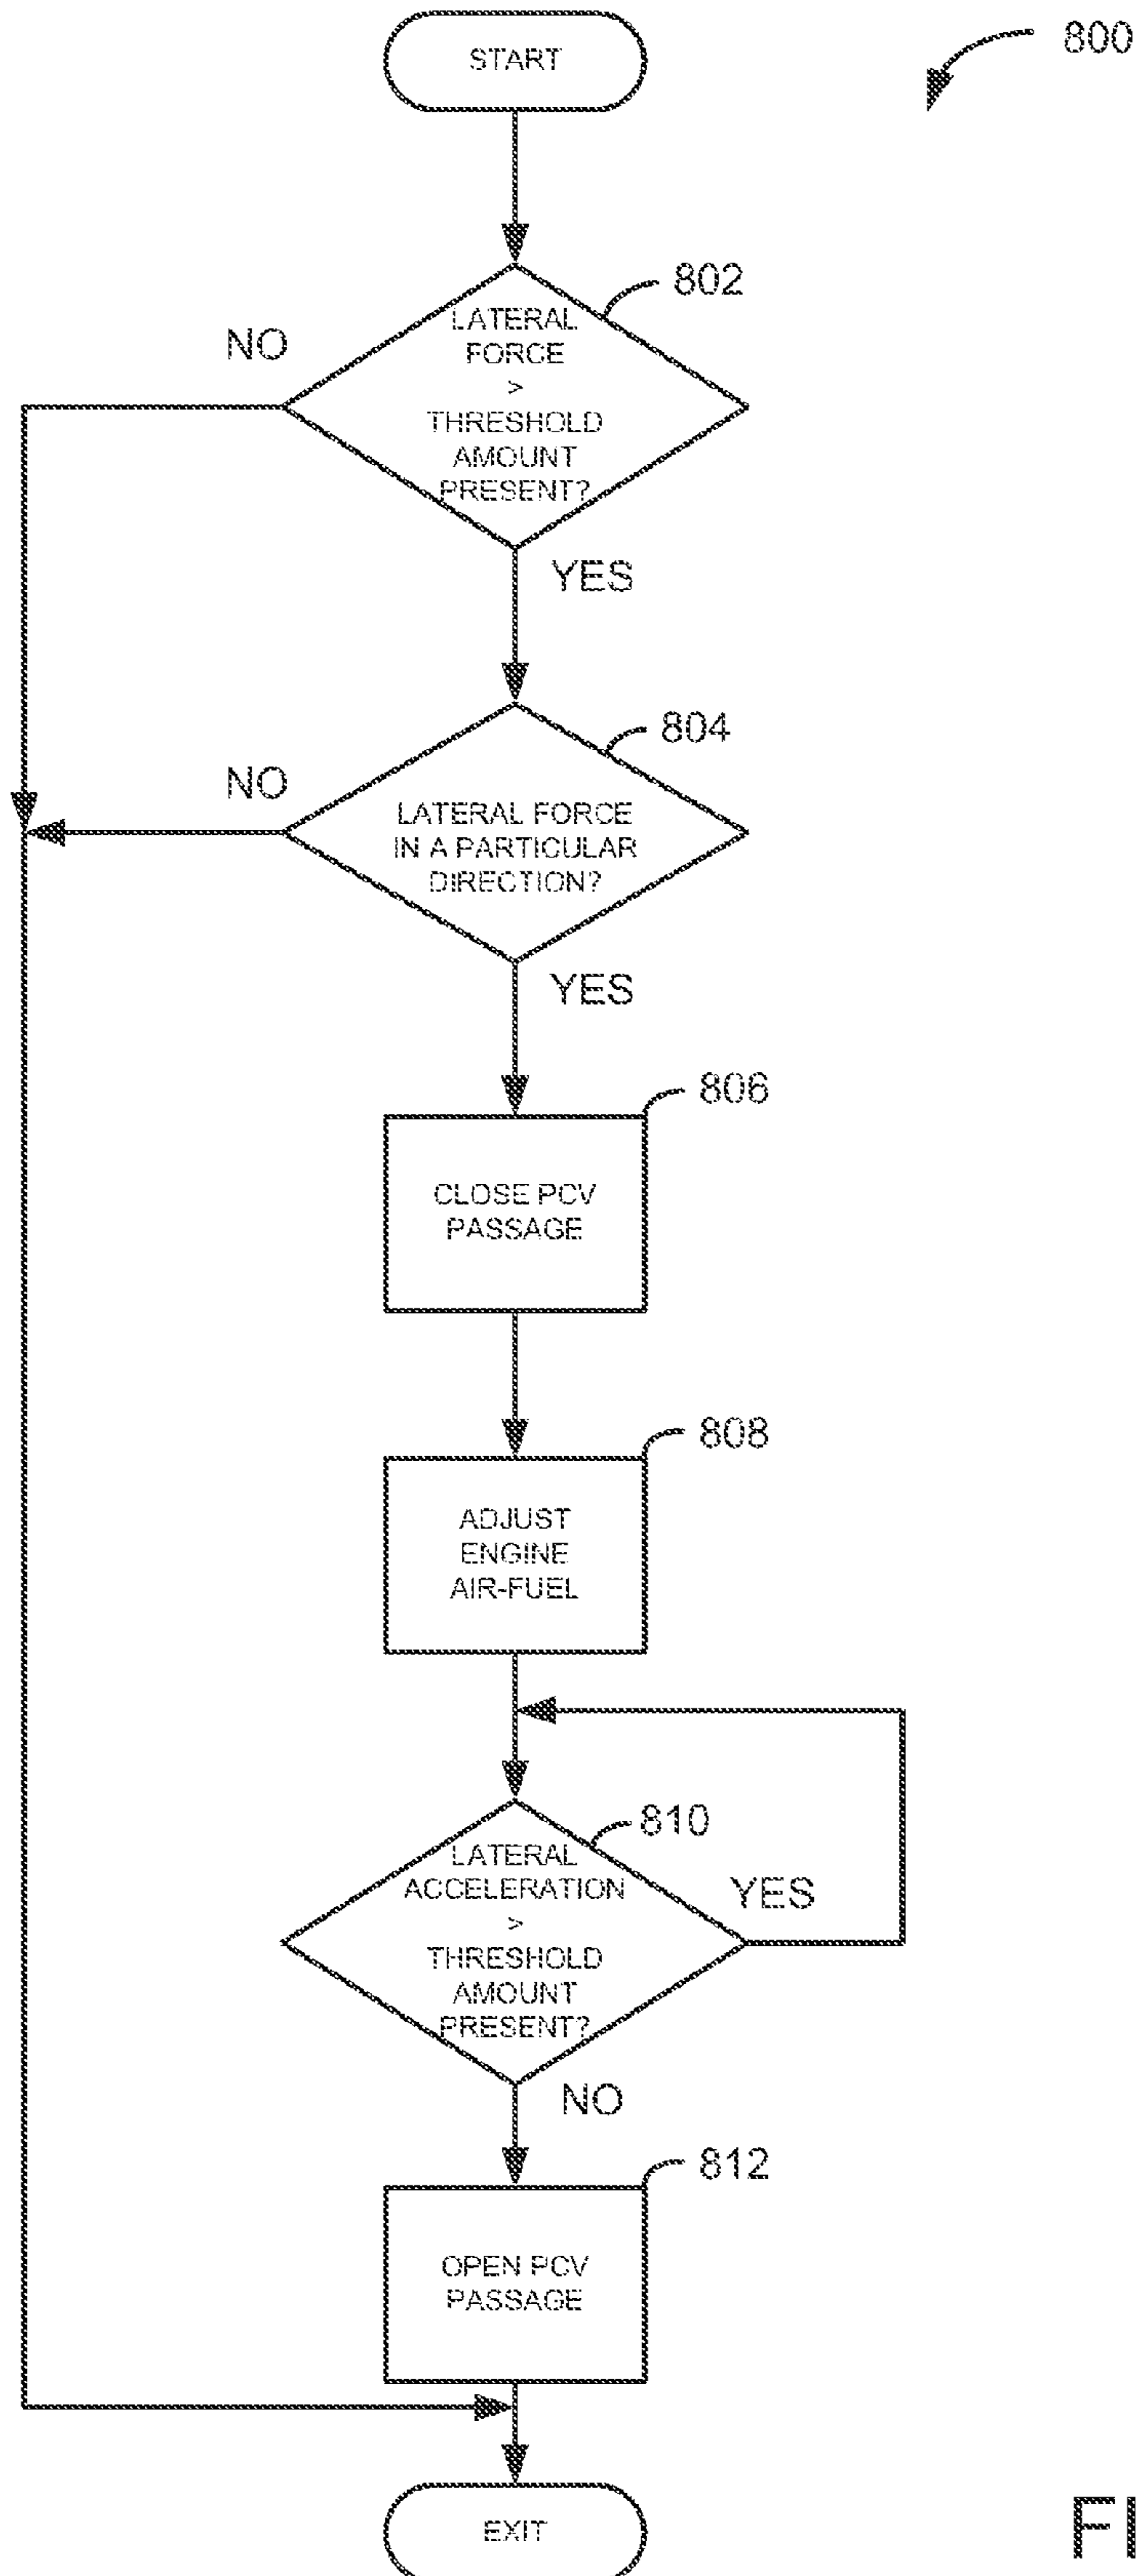 START
800
802
LATERAL
FORCE
>
THRESHOLD
AMOUNT
PRESENT?
NO
YES
804
NO
LATERAL FORCE
IN A PARTICULAR
DIRECTION?
YES
806
CLOSE PCV
PASSAGE
808
ADJUST
ENGINE
AIR-FUEL
810
LATERAL
ACCELERATION
>
THRESHOLD
AMOUNT
PRESENT?
YES
NO
812
OPEN PCV
PASSAGE
EXIT
FI